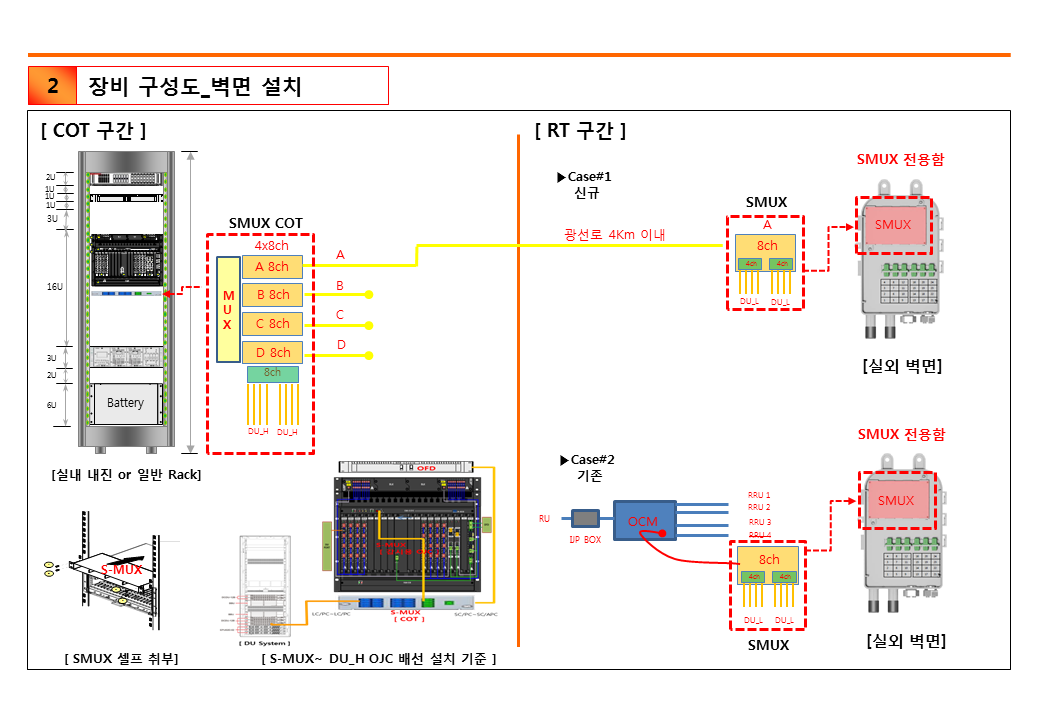 2 장비 구성도_벽면 설치
[ COT 구간 ]
2U
1U
1U
1U
3U
16U
3U
2U
6U
Battery
[실내 내진 or 일반 Rack]
SMUX COT
4x8ch
MUX
A 8ch
B 8ch
C 8ch
D 8ch
8ch
DU_H DU_H
A
B
C
D
S-MUX
[ SMUX 셀프 취부]
[ DU System ]
OFD
LC/PC~LC/PC
S-MUX
[ COT ]
SC/PC~SC/APC
[ S-MUX~ DU_H OJC 배선 설치 기준 ]
[ RT 구간 ]
▶Case#1
신규
광선로 4Km 이내
SMUX
A
8ch
4ch 4ch
DU_L DU_L
SMUX 전용함
SMUX
[실외 벽면]
▶Case#2
기존
RU
I/P BOX
OCM
RRU 1
RRU 2
RRU 3
RRU 4
8ch
4ch 4ch
DU_L DU_L
SMUX
SMUX 전용함
SMUX
[실외 벽면]